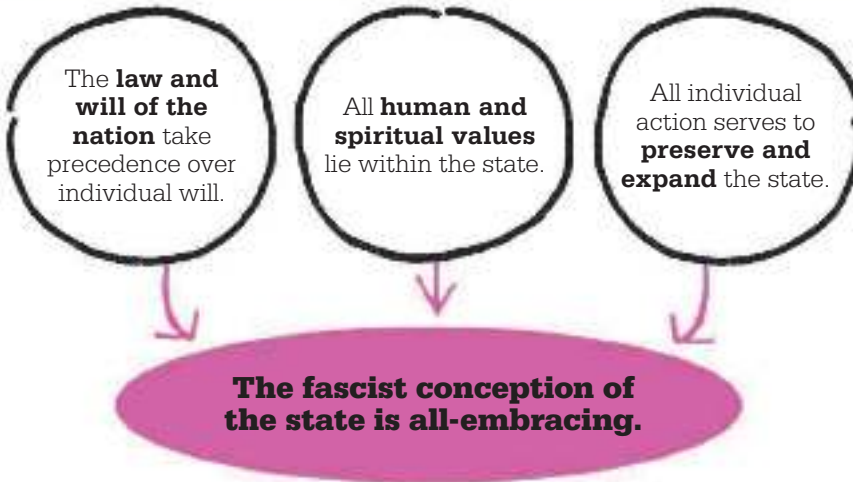 The law and
will of the
nation take
precedence over
individual will.
All human and
spiritual values
lie within the state.
All individual
action serves to
preserve and
expand the state.
The fascist conception of
the state is all-embracing.